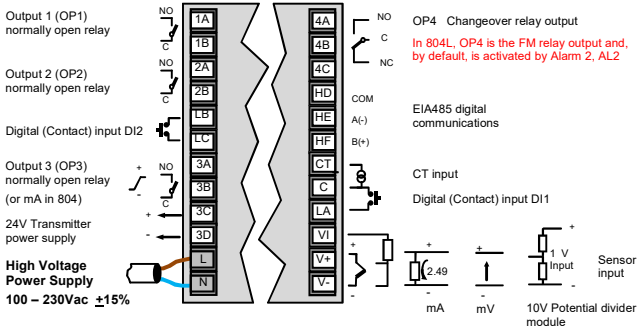 Output 1 (OP1)
normally open relay
NO
C
1A
1B
Output 2 (OP2)
normally open relay
NO
C
2A
2B
Digital (Contact) input DI2
LB
LC
Output 3 (OP3)
normally open relay
(or mA in 804)
+
-
NO
C
3A
3B
24V Transmitter
power supply
+
-
3C
3D
High Voltage
Power Supply
100 – 230Vac ±15%
L
N
4A
4B
4C
NO
C
NC
OP4 Changeover relay output
In 804L, OP4 is the FM relay output and,
by default, is activated by Alarm 2, AL2
HD
HE
HF
COM
A(-)
B(+)
EIA485 digital
communications
CT
C
LA
CT input
Digital (Contact) input DI1
VI
V+
V-
+
-
+
2.49
-
mA
+
-
mV
+
1 V
Input
-
10V Potential divider
module
Sensor
input